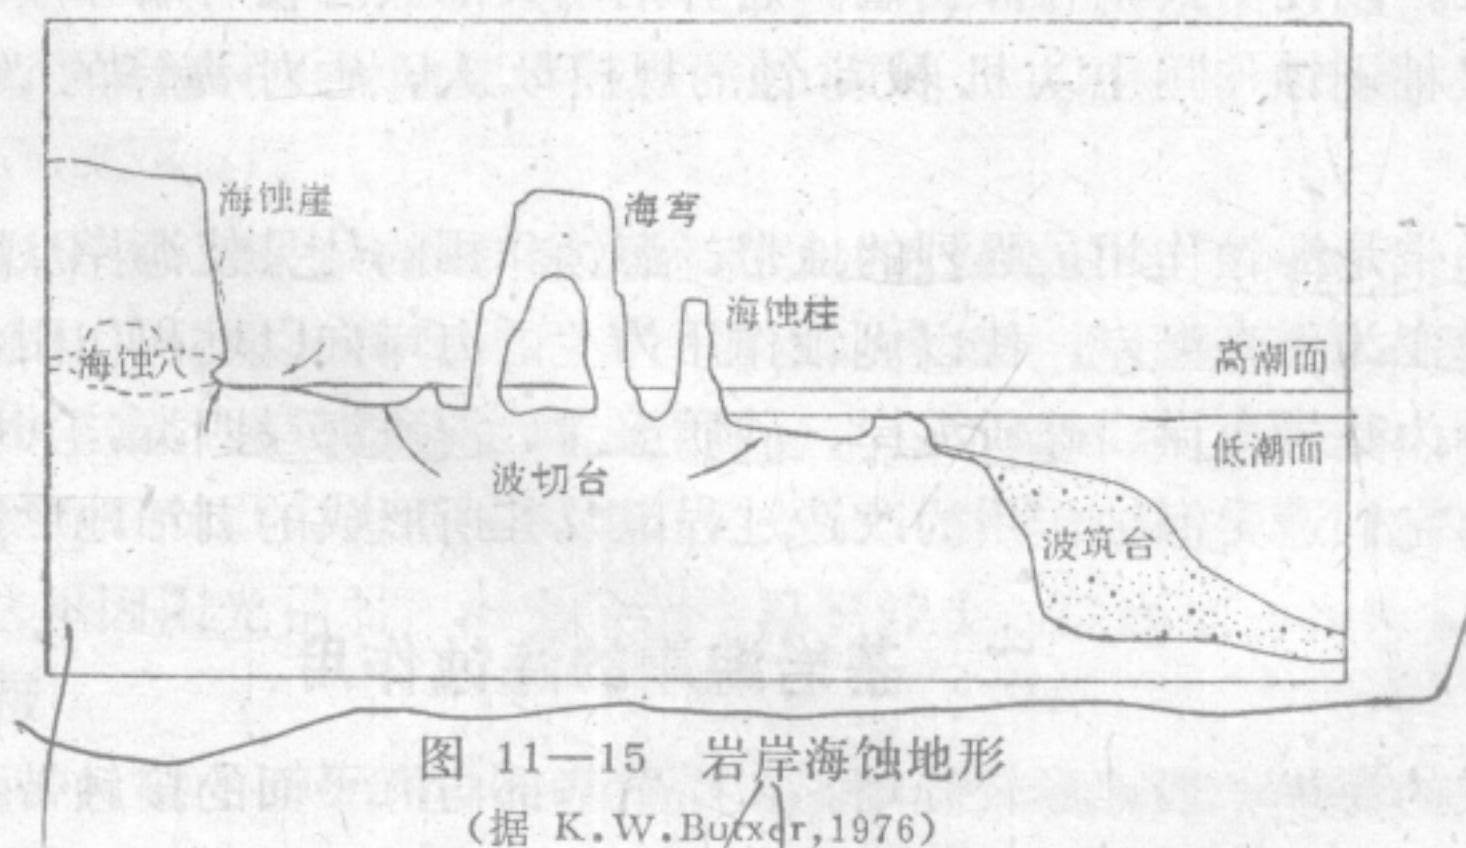 海蚀崖
海穹
海蚀柱
海蚀穴
高潮面
低潮面
波切台
波筑台
图 11—15 岩岸海蚀地形
(据 K.W.Butxer,1976)